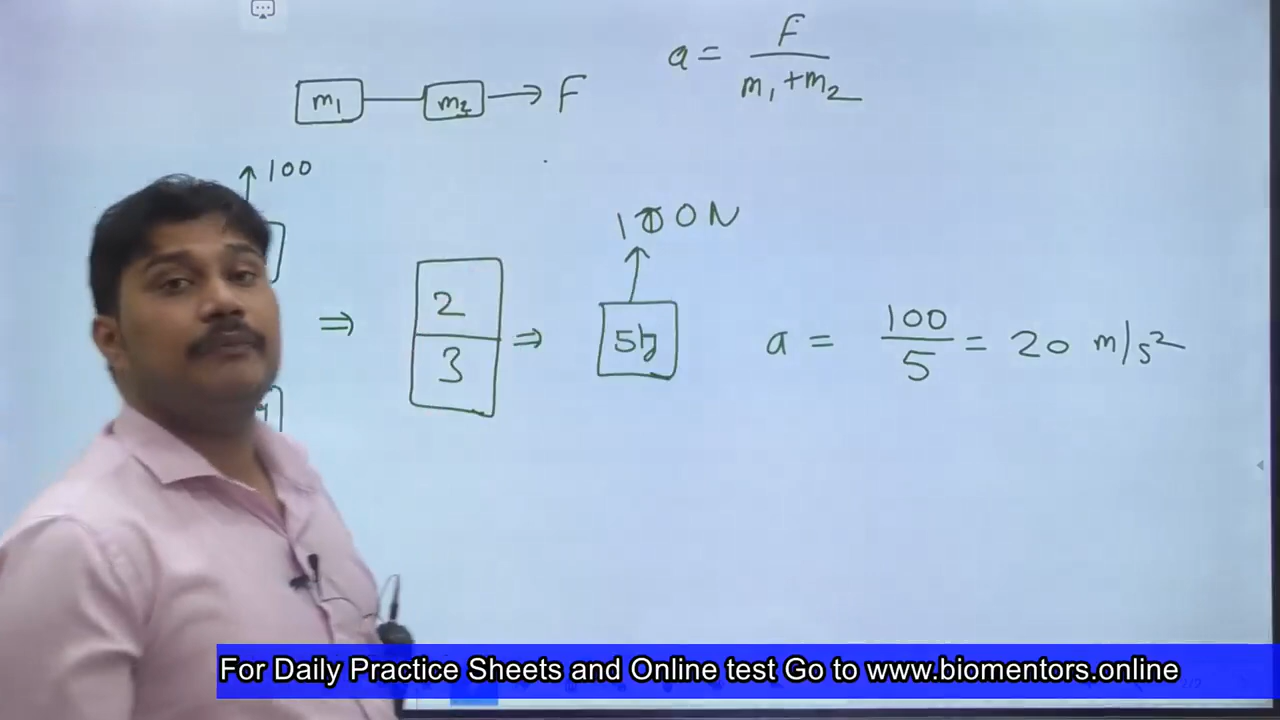 a = F / m₁ + m₂
m₁ m₂ → F
↑ 100
100 N
2
3
⇒ ⇒
5kg
a = 100 / 5 = 20 m/s²
For Daily Practice Sheets and Online test Go to www.biomentors.online